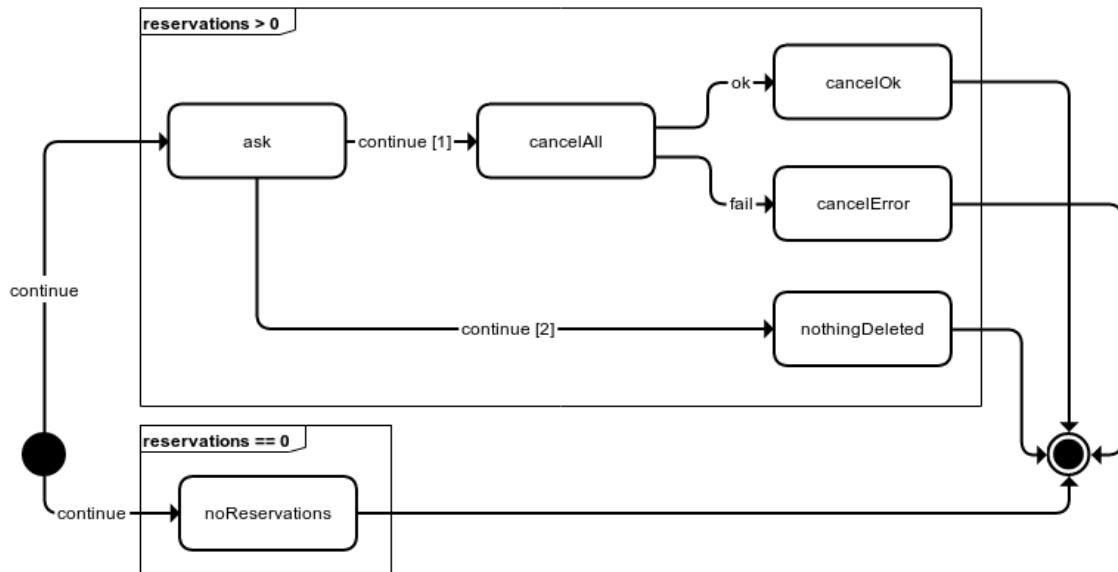 reservations > 0
ok
cancelOk
ask
continue [1]
cancelAll
fail
cancelError
continue
continue [2]
nothingDeleted
reservations == 0
continue
noReservations